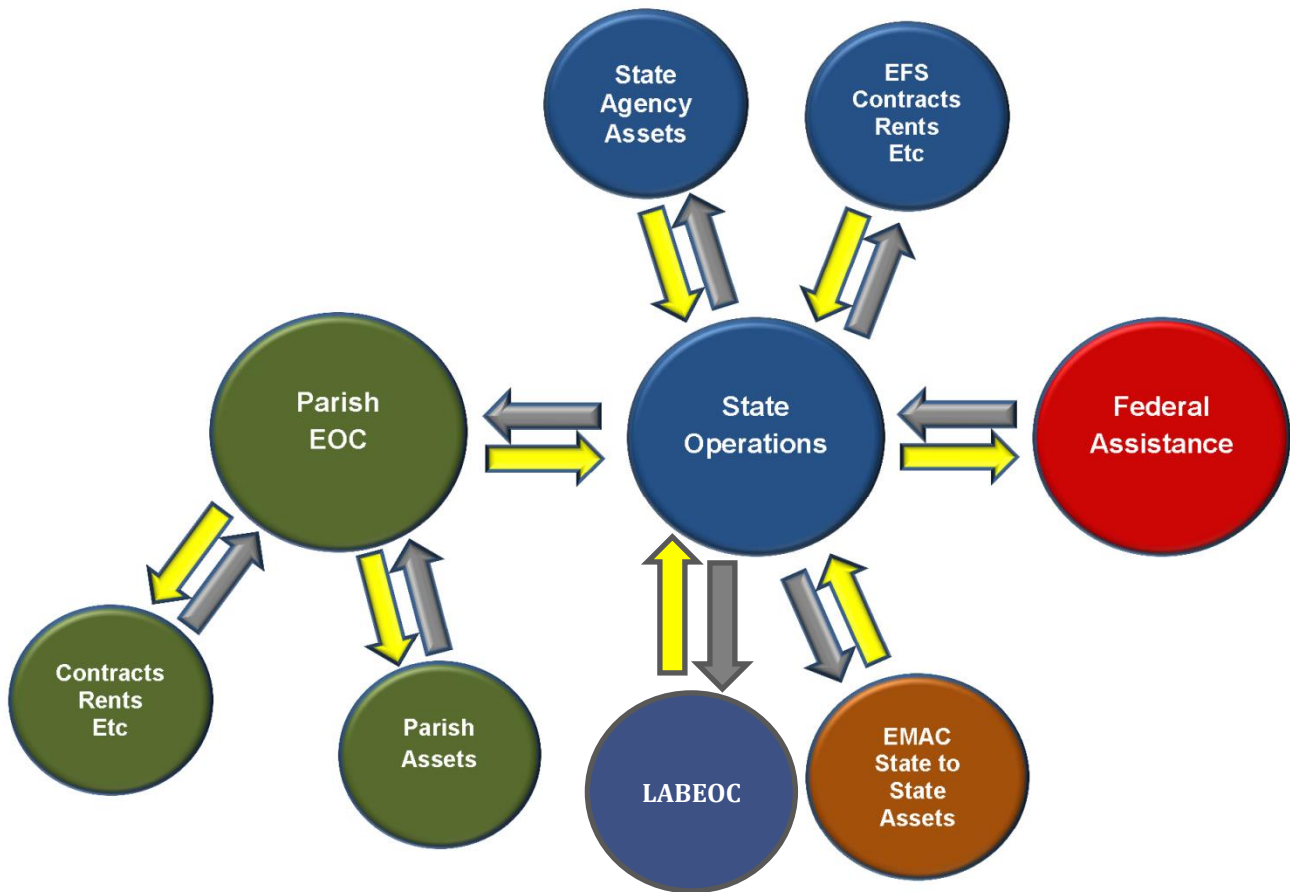 State
Agency
Assets
EFS
Contracts
Rents
Etc
Parish
EOC
State
Operations
Federal
Assistance
Contracts
Rents
Etc
Parish
Assets
LABEOC
EMAC
State to
State
Assets